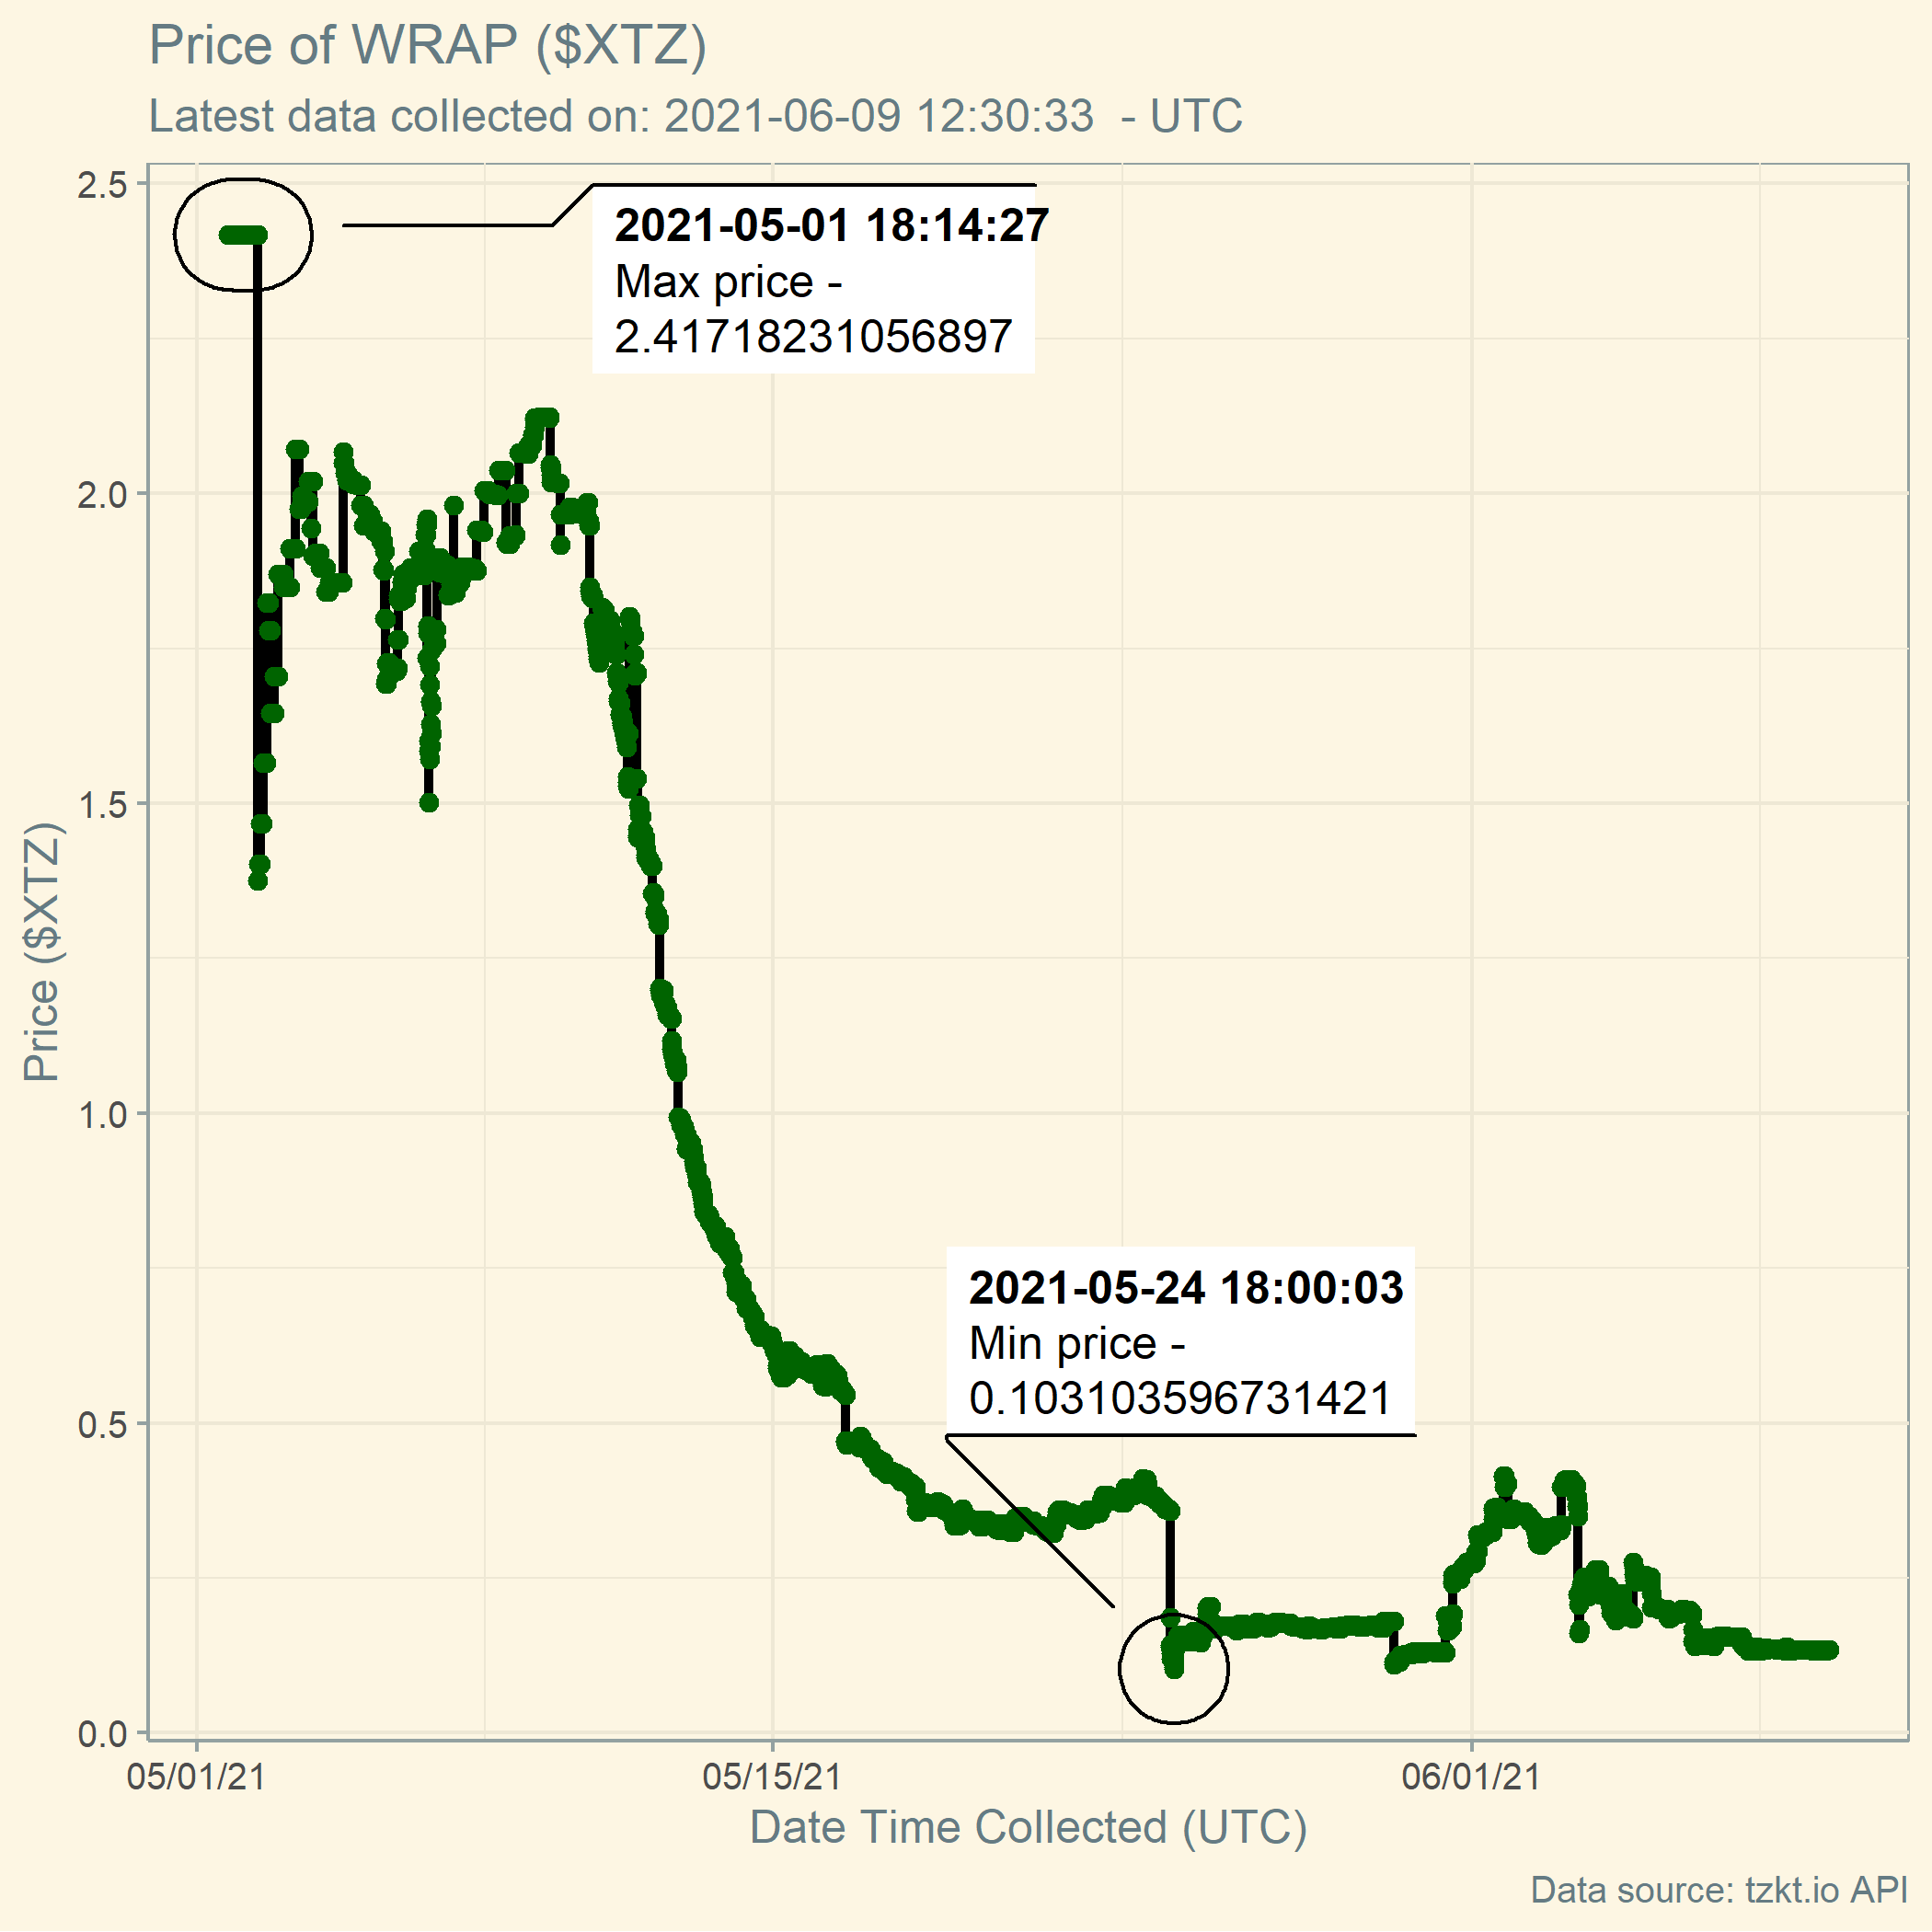 Price of WRAP ($XTZ)
Latest data collected on: 2021-06-09 12:30:33  - UTC
2.5
2.0
1.5
1.0
0.5
0.0
Price ($XTZ)
2021-05-01 18:14:27
Max price -
2.41718231056897
2021-05-24 18:00:03
Min price -
0.103103596731421
05/01/21
05/15/21
06/01/21
Date Time Collected (UTC)
Data source: tzkt.io API